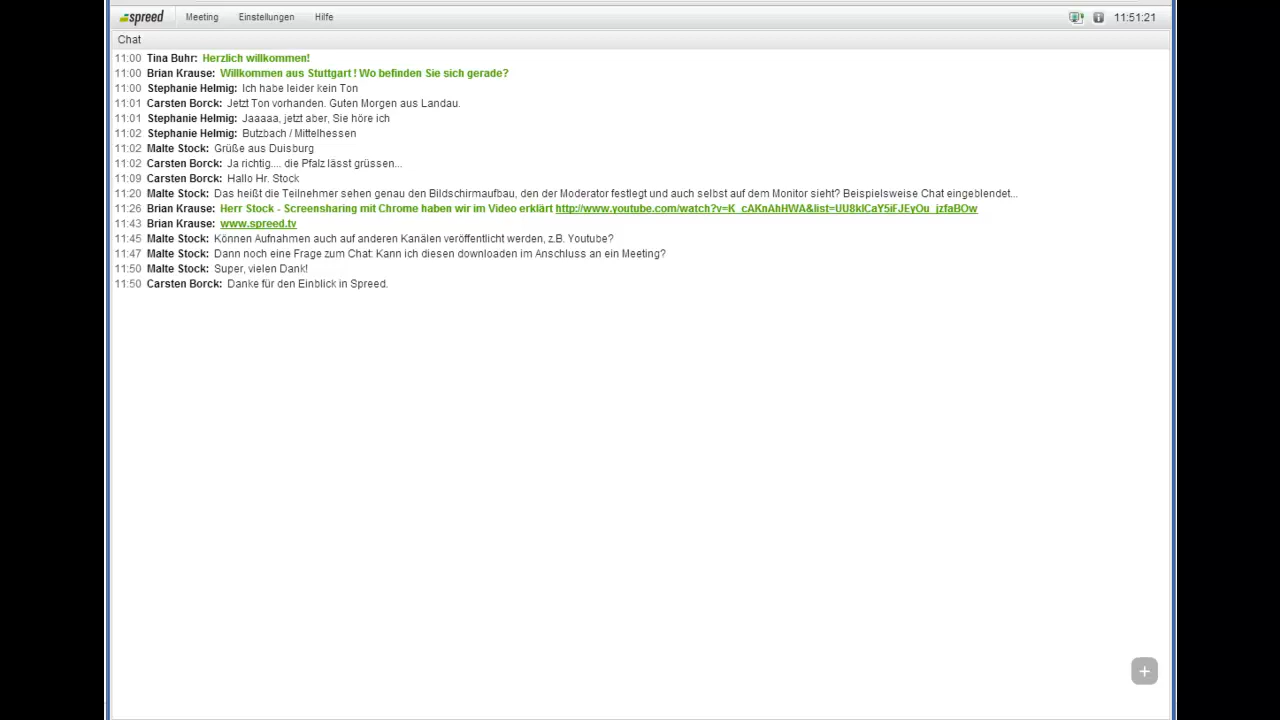 spreed Meeting Einstellungen Hilfe 11:51:21
Chat
11:00 Tina Buhr: Herzlich willkommen!
11:00 Brian Krause: Willkommen aus Stuttgart ! Wo befinden Sie sich gerade?
11:00 Stephanie Helmig: Ich habe leider kein Ton
11:01 Carsten Borck: Jetzt Ton vorhanden. Guten Morgen aus Landau.
11:01 Stephanie Helmig: Jaaaaa, jetzt aber, Sie höre ich
11:02 Stephanie Helmig: Butzbach / Mittelhessen
11:02 Malte Stock: Grüße aus Duisburg
11:02 Carsten Borck: Ja richtig.... die Pfalz lässt grüssen...
11:09 Carsten Borck: Hallo Hr. Stock
11:20 Malte Stock: Das heißt die Teilnehmer sehen genau den Bildschirmaufbau, den der Moderator festlegt und auch selbst auf dem Monitor sieht? Beispielsweise Chat eingeblendet...
11:26 Brian Krause: Herr Stock - Screensharing mit Chrome haben wir im Video erklärt http://www.youtube.com/watch?v=K_cAKnAhHWA&list=UU8klCaY5iFJEyOu_jzfaBOw
11:43 Brian Krause: www.spreed.tv
11:45 Malte Stock: Können Aufnahmen auch auf anderen Kanälen veröffentlicht werden, z.B. Youtube?
11:47 Malte Stock: Dann noch eine Frage zum Chat: Kann ich diesen downloaden im Anschluss an ein Meeting?
11:50 Malte Stock: Super, vielen Dank!
11:50 Carsten Borck: Danke für den Einblick in Spreed.